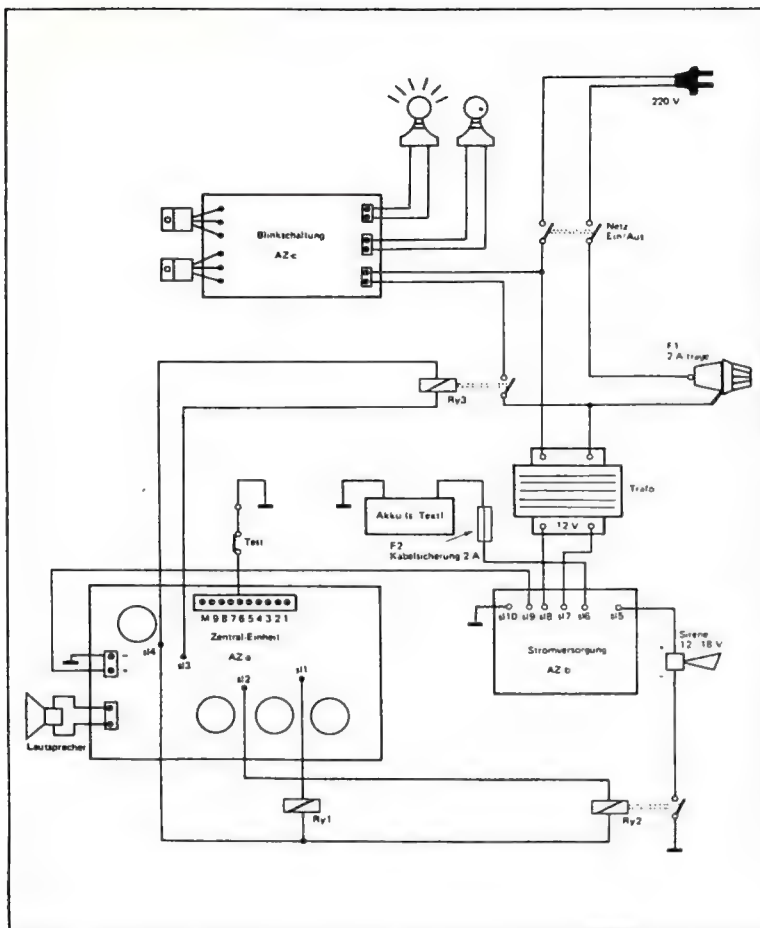 220 V
Blinkschaltung
AZ-c
Netz
Ein/Aus
F1
2 A träge
Ry3
Trafo
12 V
Akku (s. Text)
F2
Kabelsicherung 2 A
Test
M 9 8 7 6 5 4 3 2 1
Zentral-Einheit
AZ-a
sl4
sl3
sl2
sl1
sl10 sl9 sl8 sl7 sl6 sl5
Stromversorgung
AZ b
Sirene
12 - 18 V
+
-
Lautsprecher
Ry1
Ry2